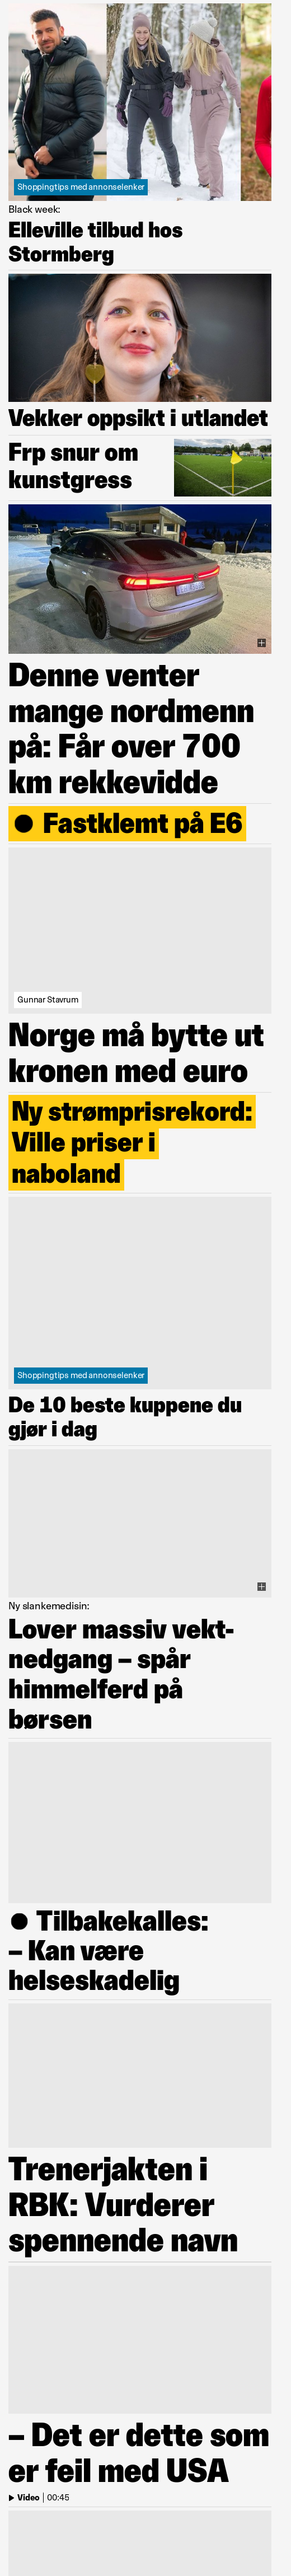 Shoppingtips med annonselenker
Black week:
Elleville tilbud hos
Stormberg
Vekker oppsikt i utlandet
Frp snur om
kunstgress
Denne venter
mange nordmenn
på: Får over 700
km rekkevidde
● Fastklemt på E6
Gunnar Stavrum
Norge må bytte ut
kronen med euro
Ny strømprisrekord:
Ville priser i
naboland
Shoppingtips med annonselenker
De 10 beste kuppene du
gjør i dag
Ny slankemedisin:
Lover massiv vekt-
nedgang – spår
himmelferd på
børsen
● Tilbakekalles:
– Kan være
helseskadelig
Trenerjakten i
RBK: Vurderer
spennende navn
– Det er dette som
er feil med USA
Video | 00:45